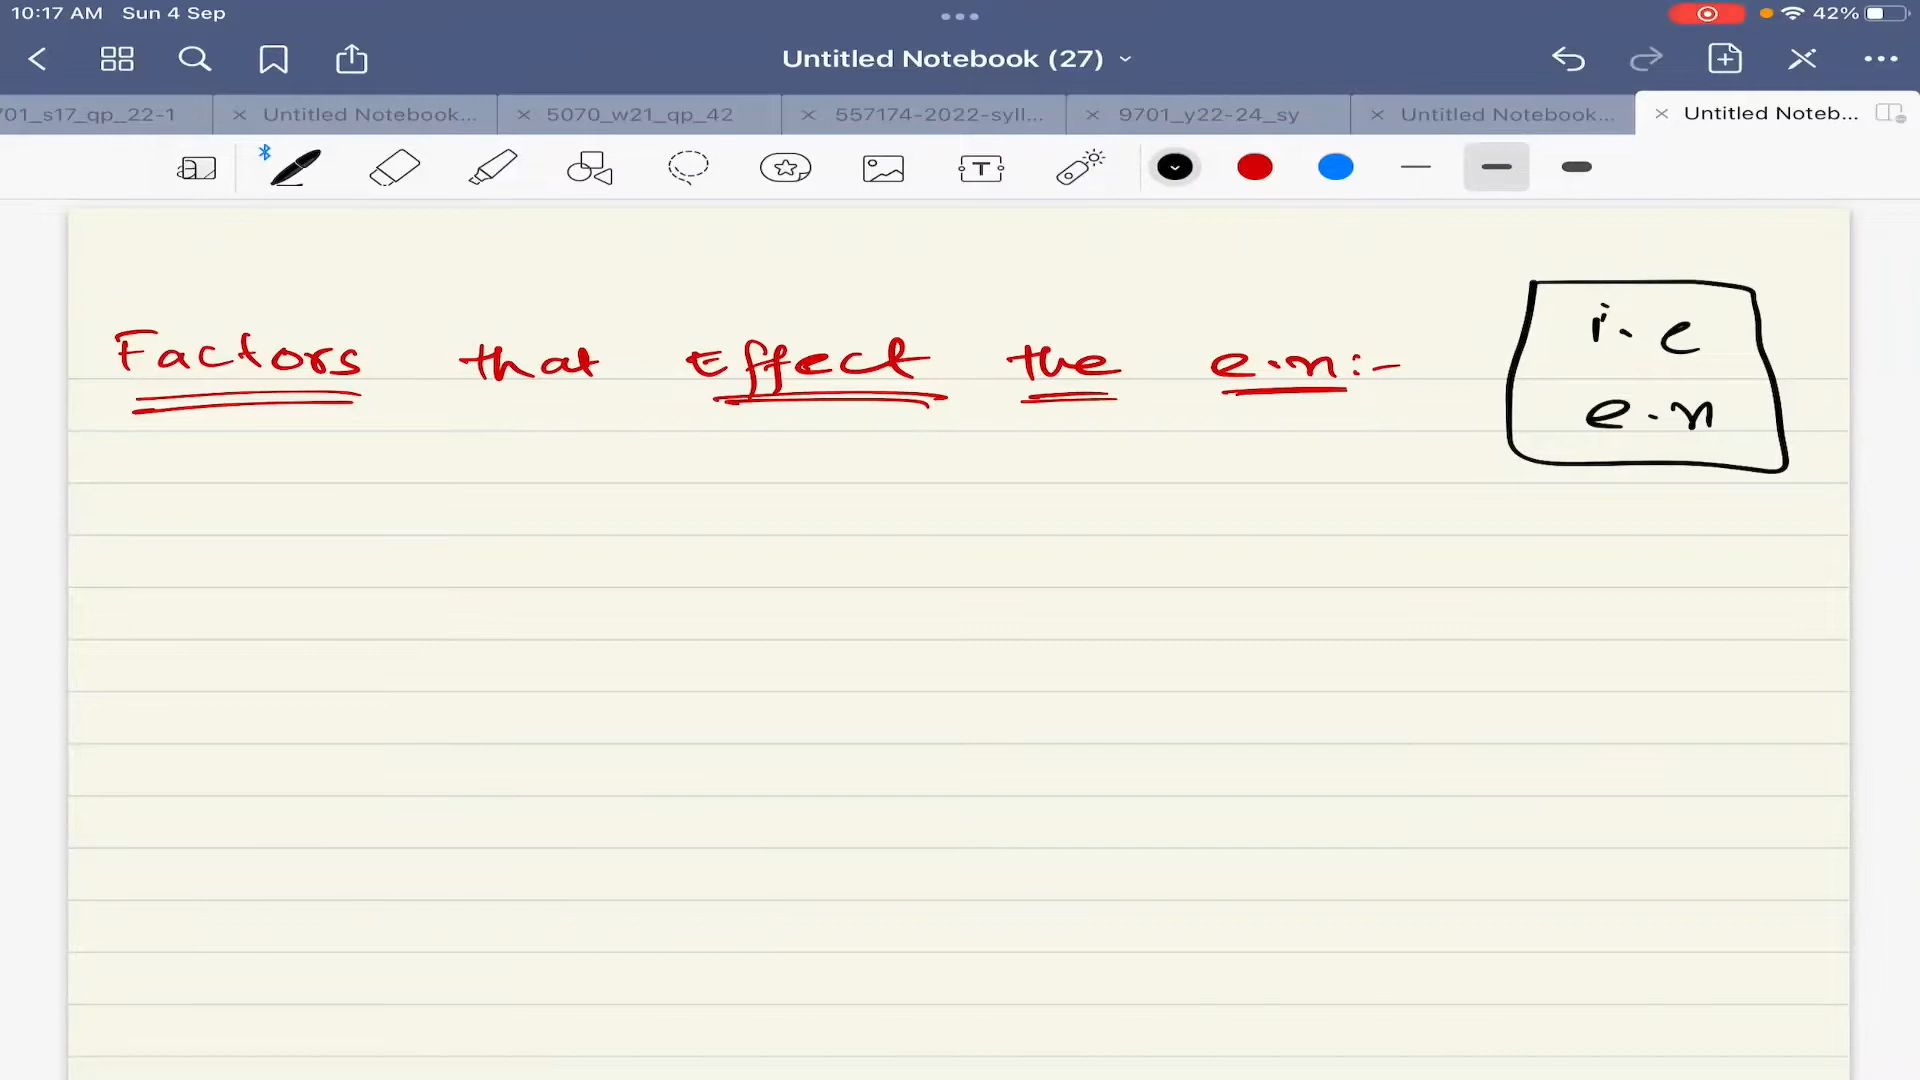 10:17 AM Sun 4 Sep
42%
Untitled Notebook (27)
701_s17_qp_22-1
Untitled Notebook...
5070_w21_qp_42
557174-2022-syll...
9701_y22-24_sy
Untitled Notebook...
Untitled Noteb...
Factors that Effect the e.n:-
i.e
e.n